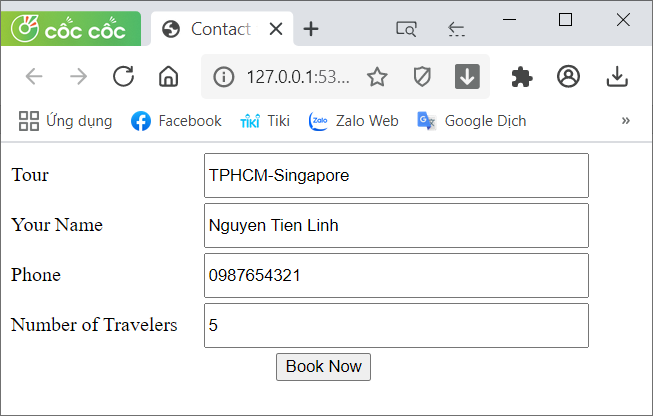 cốc cốc
Contact
127.0.0.1:53...
Ứng dụng Facebook Tiki Zalo Web Google Dịch »
Tour TPHCM-Singapore
Your Name Nguyen Tien Linh
Phone 0987654321
Number of Travelers 5
Book Now